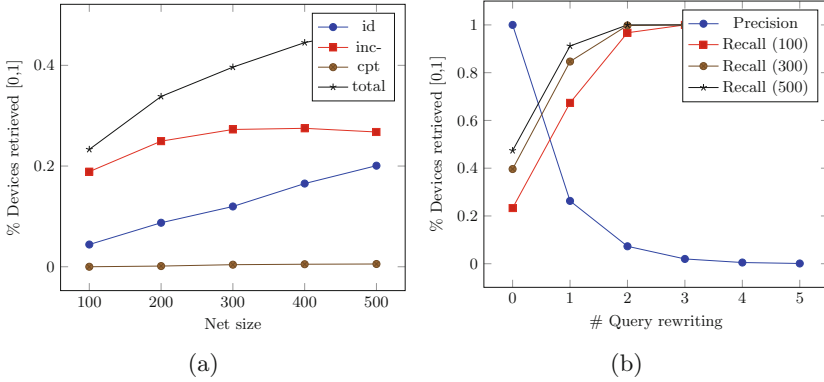 id
inc-
cpt
total
0.4
0.2
0
% Devices retrieved [0,1]
100 200 300 400 500
Net size
(a)
Precision
Recall (100)
Recall (300)
Recall (500)
1
0.8
0.6
0.4
0.2
0
% Devices retrieved [0,1]
0 1 2 3 4 5
# Query rewriting
(b)